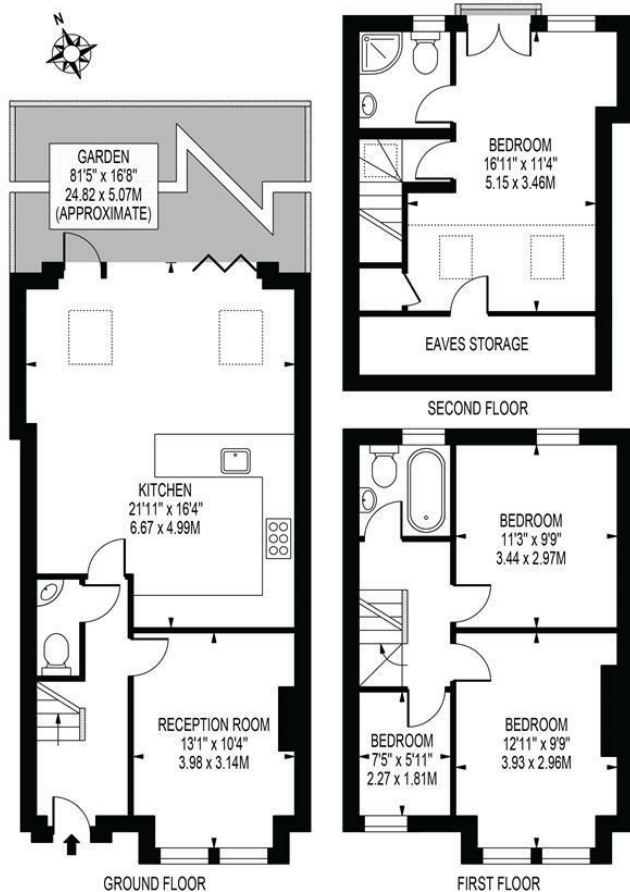 N
GARDEN
81'5" x 16'8"
24.82 x 5.07M
(APPROXIMATE)
KITCHEN
21'11" x 16'4"
6.67 x 4.99M
RECEPTION ROOM
13'1" x 10'4"
3.98 x 3.14M
GROUND FLOOR
BEDROOM
16'11" x 11'4"
5.15 x 3.46M
EAVES STORAGE
SECOND FLOOR
BEDROOM
11'3" x 9'9"
3.44 x 2.97M
BEDROOM
7'5" x 5'11"
2.27 x 1.81M
BEDROOM
12'11" x 9'9"
3.93 x 2.96M
FIRST FLOOR